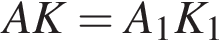 AK = A₁K₁